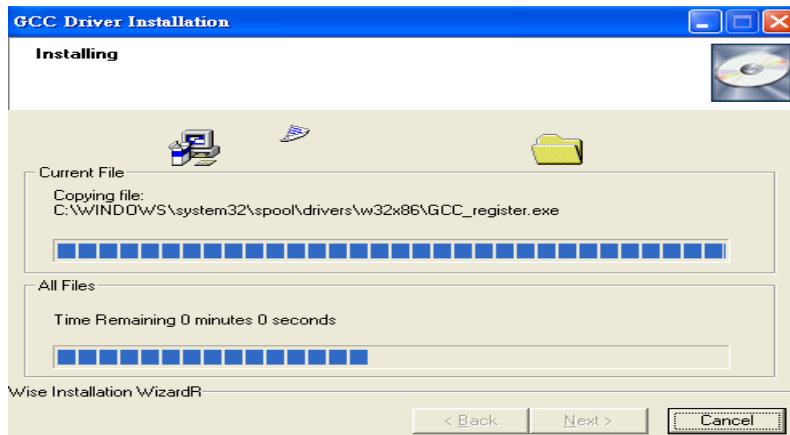 GCC Driver Installation
Installing
Current File
Copying file:
C:\WINDOWS\system32\spool\drivers\w32x86\GCC_register.exe
All Files
Time Remaining 0 minutes 0 seconds
Wise Installation WizardR
< Back Next > Cancel